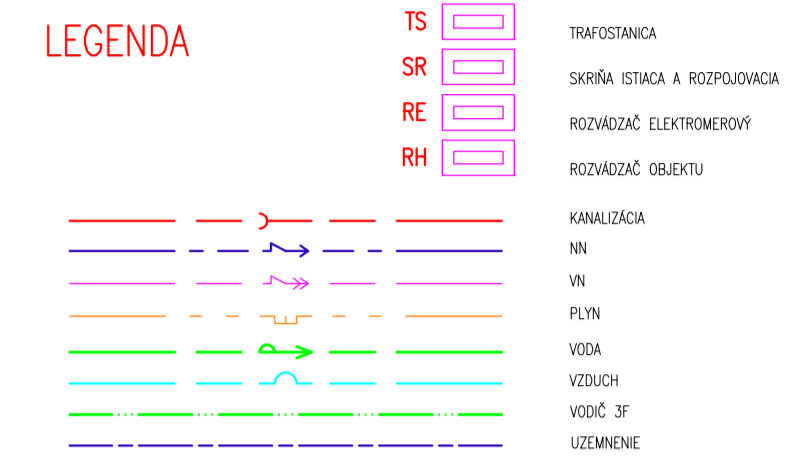 LEGENDA
TS TRAFOSTANICA
SR SKRIŇA ISTIACA A ROZPOJOVACIA
RE ROZVÁDZAČ ELEKTROMEROVÝ
RH ROZVÁDZAČ OBJEKTU
KANALIZÁCIA
NN
VN
PLYN
VODA
VZDUCH
VODIČ 3F
UZEMNENIE